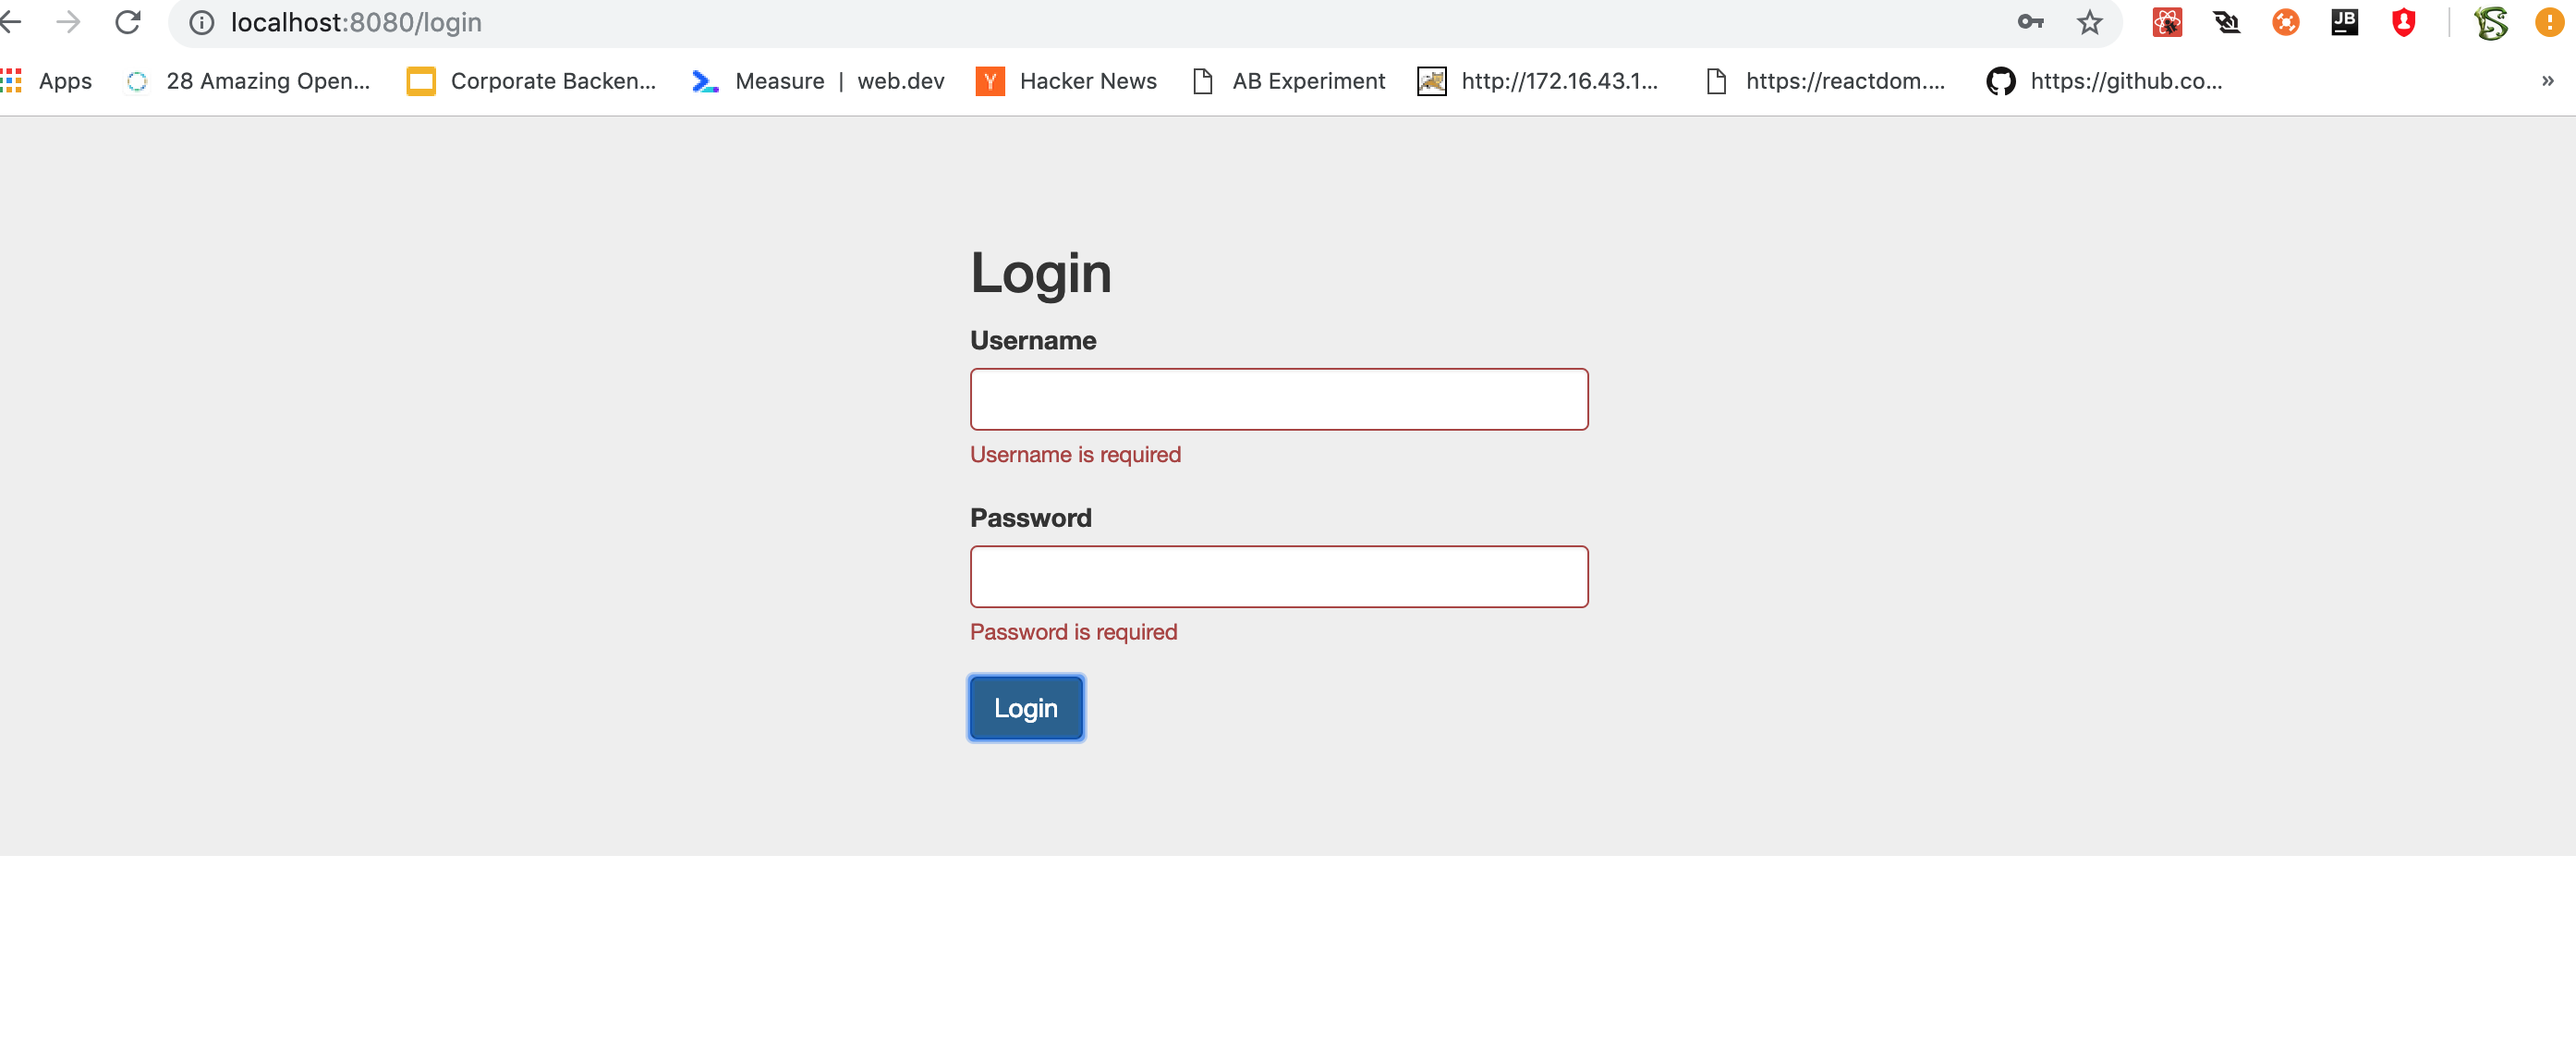 localhost:8080/login
Apps 28 Amazing Open... Corporate Backen... Measure | web.dev Y Hacker News AB Experiment http://172.16.43.1... https://reactdom.... https://github.co... »
JB
Login
Username
Username is required
Password
Password is required
Login